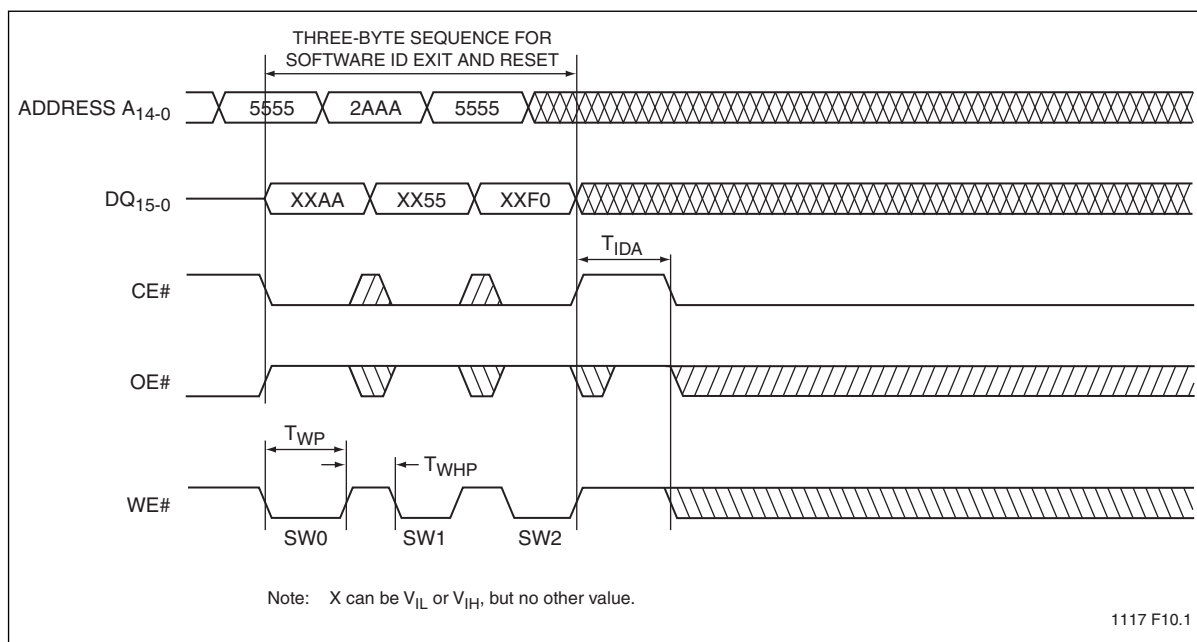 THREE-BYTE SEQUENCE FOR
SOFTWARE ID EXIT AND RESET
ADDRESS A14-0
5555 2AAA 5555
DQ15-0
XXAA XX55 XXF0
TIDA
CE#
OE#
TWP
TWHP
WE#
SW0 SW1 SW2
Note: X can be VIL or VIH, but no other value.
1117 F10.1